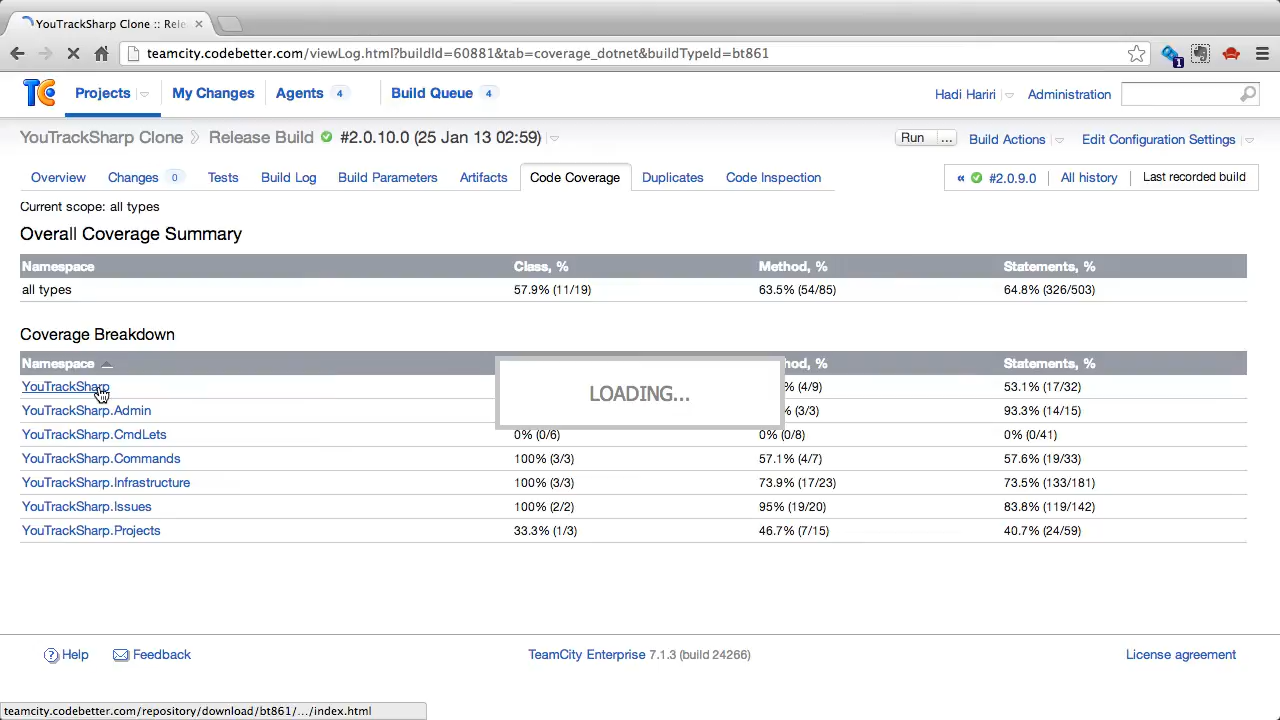 YouTrackSharp Clone :: Rele
teamcity.codebetter.com/viewLog.html?buildId=60881&tab=coverage_dotnet&buildTypeId=bt861
1
TC Projects My Changes Agents 4 Build Queue 4 Hadi Hariri Administration
YouTrackSharp Clone Release Build #2.0.10.0 (25 Jan 13 02:59) Run ... Build Actions Edit Configuration Settings
Overview Changes 0 Tests Build Log Build Parameters Artifacts Code Coverage Duplicates Code Inspection « #2.0.9.0 All history Last recorded build
Current scope: all types
Overall Coverage Summary
Namespace Class, % Method, % Statements, %
all types 57.9% (11/19) 63.5% (54/85) 64.8% (326/503)
Coverage Breakdown
Namespace hod, % Statements, %
YouTrackSharp % (4/9) 53.1% (17/32)
LOADING...
YouTrackSharp.Admin % (3/3) 93.3% (14/15)
YouTrackSharp.CmdLets 0% (0/6) 0% (0/8) 0% (0/41)
YouTrackSharp.Commands 100% (3/3) 57.1% (4/7) 57.6% (19/33)
YouTrackSharp.Infrastructure 100% (3/3) 73.9% (17/23) 73.5% (133/181)
YouTrackSharp.Issues 100% (2/2) 95% (19/20) 83.8% (119/142)
YouTrackSharp.Projects 33.3% (1/3) 46.7% (7/15) 40.7% (24/59)
? Help Feedback TeamCity Enterprise 7.1.3 (build 24266) License agreement
teamcity.codebetter.com/repository/download/bt861/.../index.html